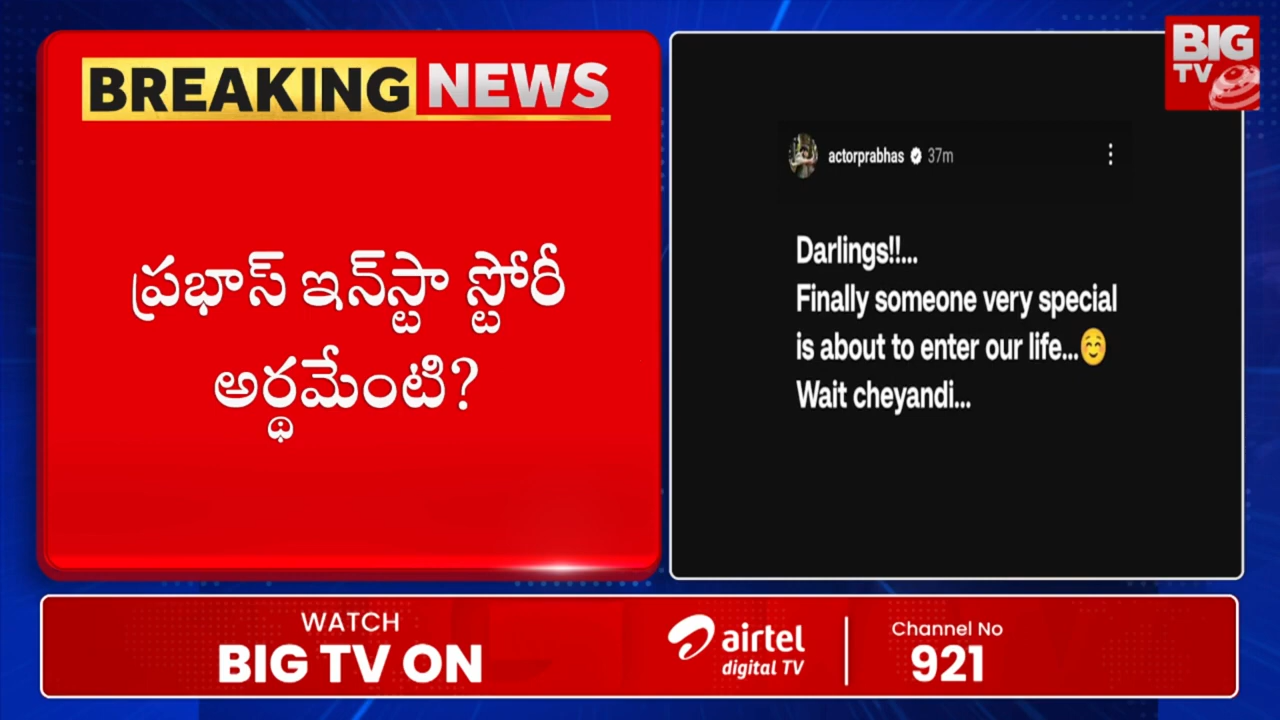 BREAKING NEWS
ప్రభాస్ ఇన్‌స్టా స్టోరీ
అర్థమేంటి?
BIG
TV
actorprabhas 37m
Darlings!!...
Finally someone very special
is about to enter our life...☺️
Wait cheyandi...
WATCH
BIG TV ON
airtel
digital TV
Channel No
921